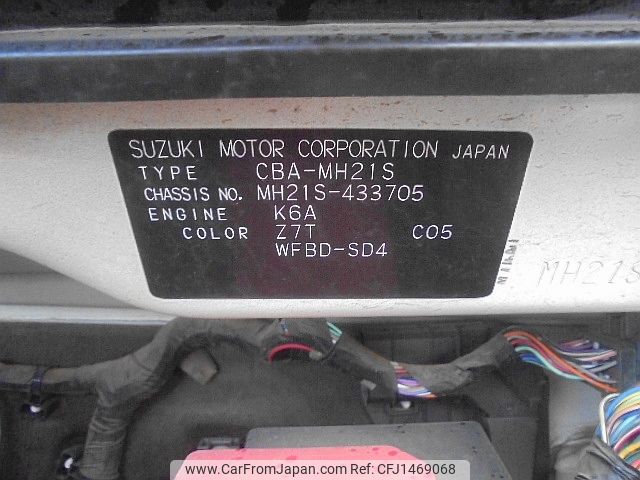 SUZUKI MOTOR CORPORATION JAPAN
TYPE CBA-MH21S
CHASSIS NO. MH21S-433705
ENGINE K6A
COLOR Z7T C05
WFBD-SD4
MH21S
www.CarFromJapan.com - CFJ1469068